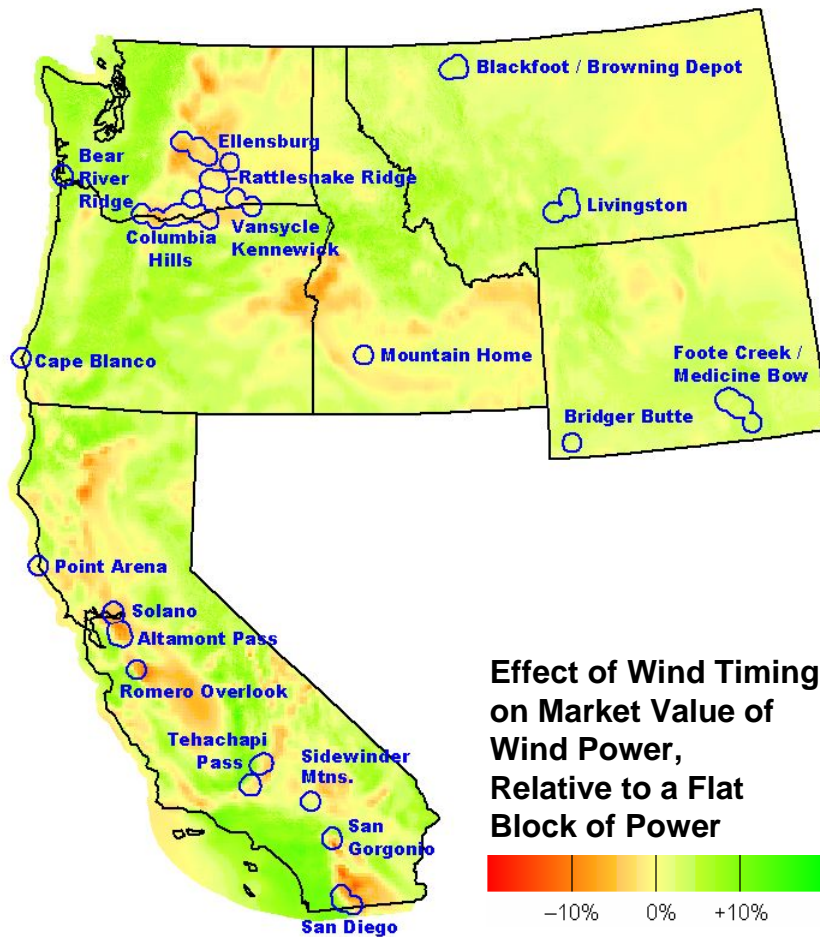 Blackfoot / Browning Depot
Ellensburg
Bear
River
Ridge
Rattlesnake Ridge
Livingston
Columbia
Hills
Vansycle /
Kennewick
Cape Blanco
Mountain Home
Foote Creek /
Medicine Bow
Bridger Butte
Point Arena
Solano
Altamont Pass
Romero Overlook
Tehachapi
Pass
Sidewinder
Mtns.
San
Gorgonio
San Diego
Effect of Wind Timing
on Market Value of
Wind Power,
Relative to a Flat
Block of Power
–10% 0% +10%